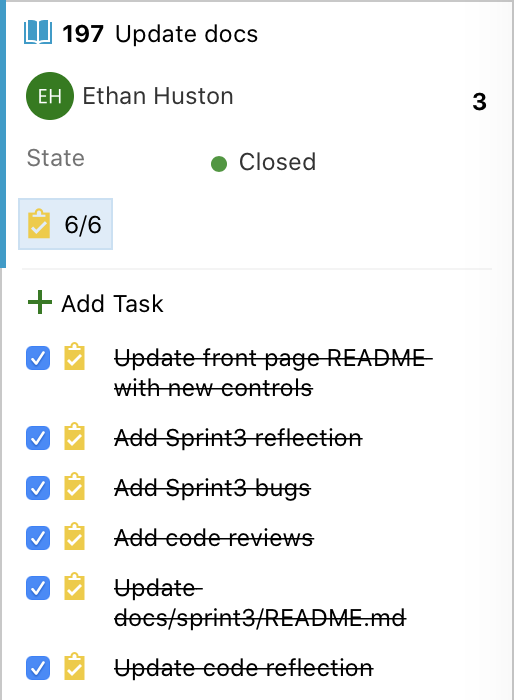 197 Update docs
EH Ethan Huston
3
State Closed
6/6
Add Task
Update front page README
with new controls
Add Sprint3 reflection
Add Sprint3 bugs
Add code reviews
Update
docs/sprint3/README.md
Update code reflection